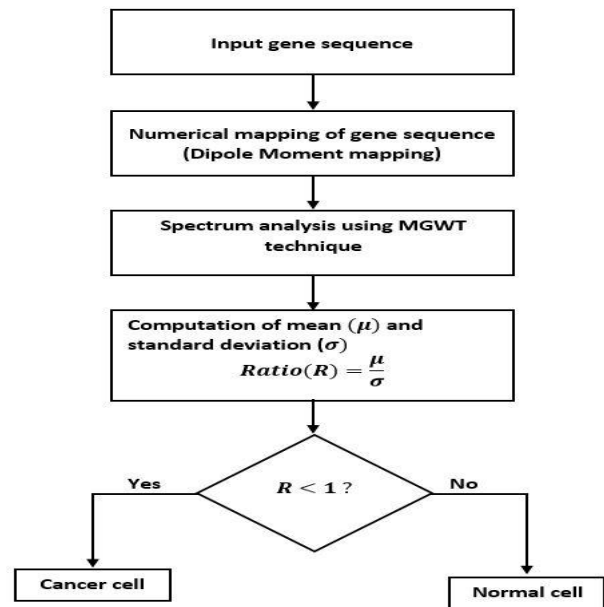 Input gene sequence
Numerical mapping of gene sequence
(Dipole Moment mapping)
Spectrum analysis using MGWT
technique
Computation of mean (μ) and
standard deviation (σ)
Ratio(R) = μ/σ
R < 1 ?
Yes
No
Cancer cell
Normal cell